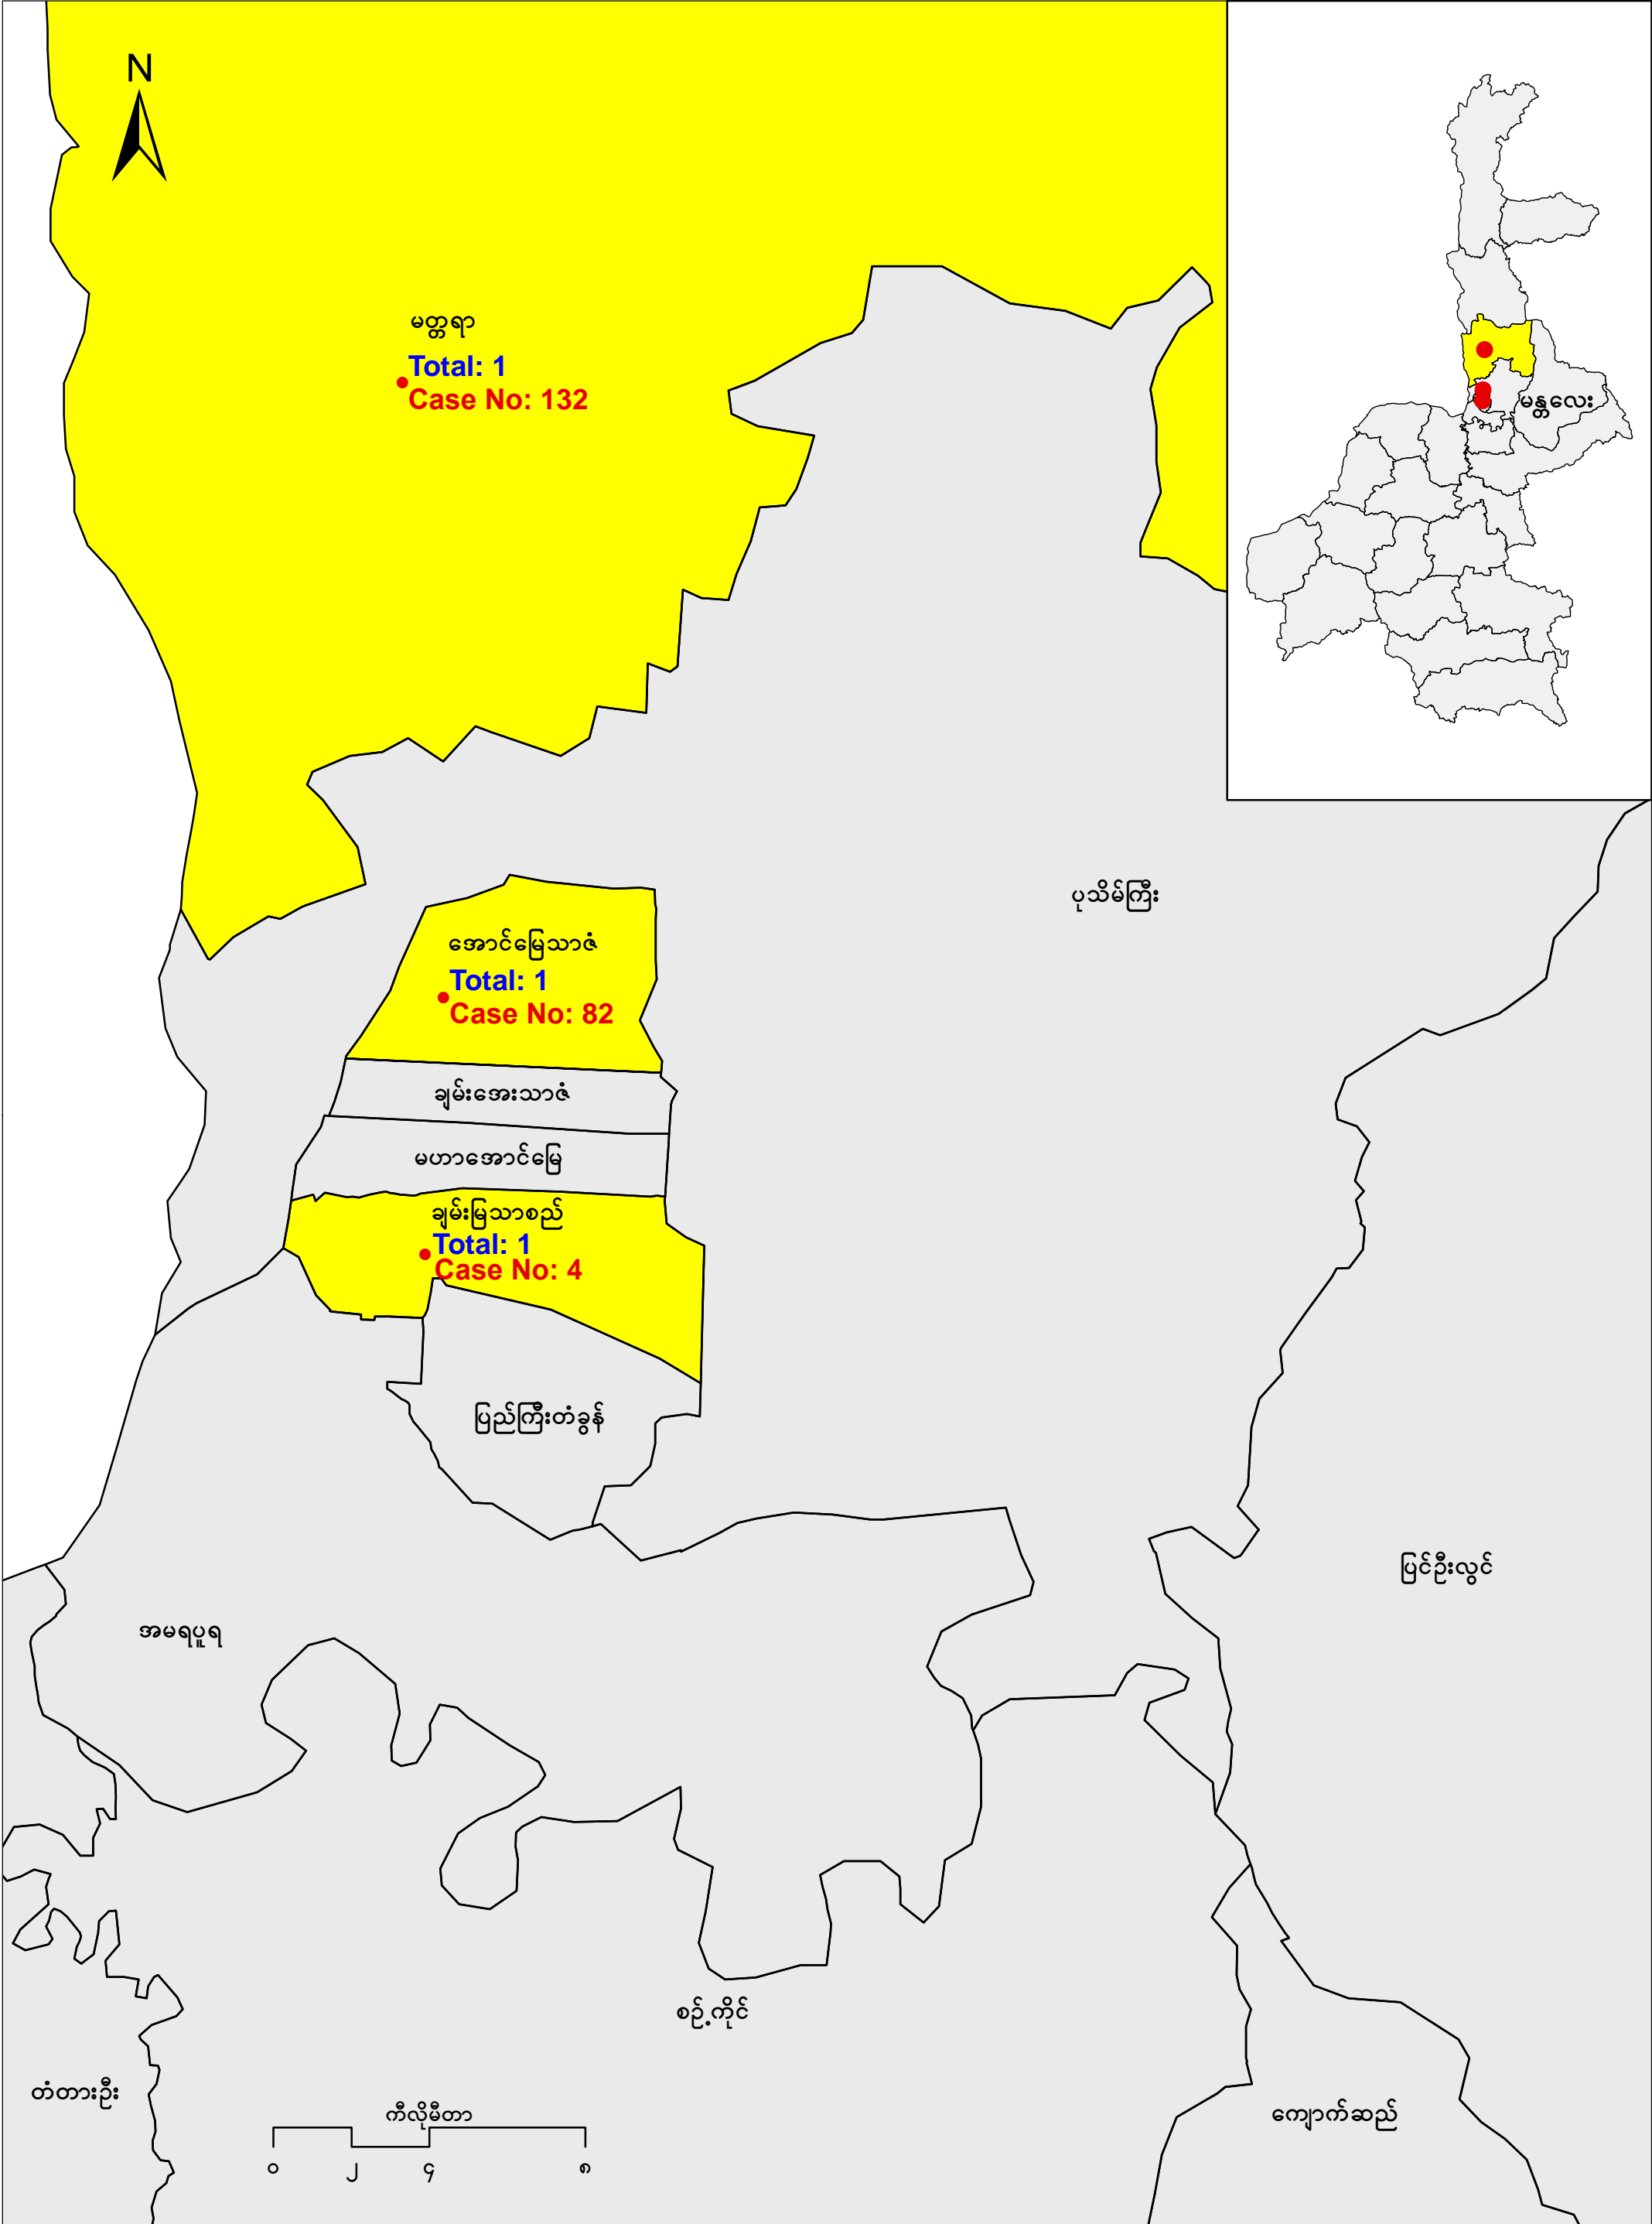 N
မတ္တရာ
Total: 1
Case No: 132
မန္တလေး
ပုသိမ်ကြီး
အောင်မြေသာဇံ
Total: 1
Case No: 82
ချမ်းအေးသာဇံ
မဟာအောင်မြေ
ချမ်းမြသာစည်
Total: 1
Case No: 4
ပြည်ကြီးတံခွန်
ပြင်ဦးလွင်
အမရပူရ
စဉ့်ကိုင်
တံတားဦး
ကီလိုမီတာ
၀ ၂ ၄ ၈
ကျောက်ဆည်